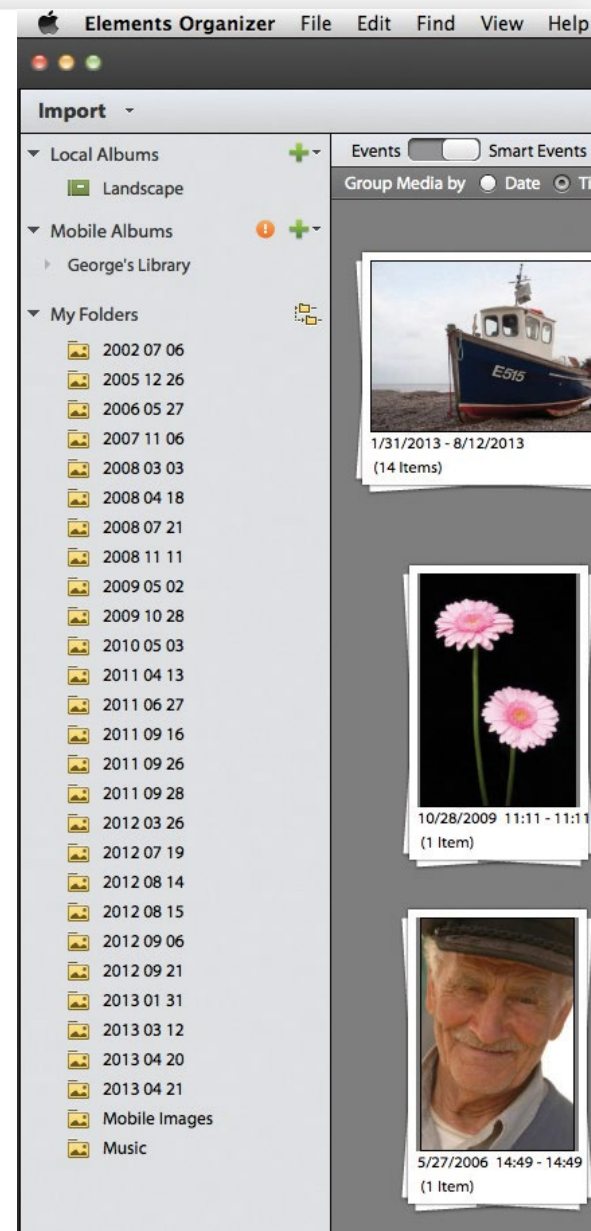 Elements Organizer File Edit Find View Help
Import
Local Albums
Landscape
Mobile Albums
George's Library
My Folders
2002 07 06
2005 12 26
2006 05 27
2007 11 06
2008 03 03
2008 04 18
2008 07 21
2008 11 11
2009 05 02
2009 10 28
2010 05 03
2011 04 13
2011 06 27
2011 09 16
2011 09 26
2011 09 28
2012 03 26
2012 07 19
2012 08 14
2012 08 15
2012 09 06
2012 09 21
2013 01 31
2013 03 12
2013 04 20
2013 04 21
Mobile Images
Music
Events Smart Events
Group Media by Date
E515
1/31/2013 - 8/12/2013
(14 Items)
10/28/2009 11:11 - 11:11
(1 Item)
5/27/2006 14:49 - 14:49
(1 Item)